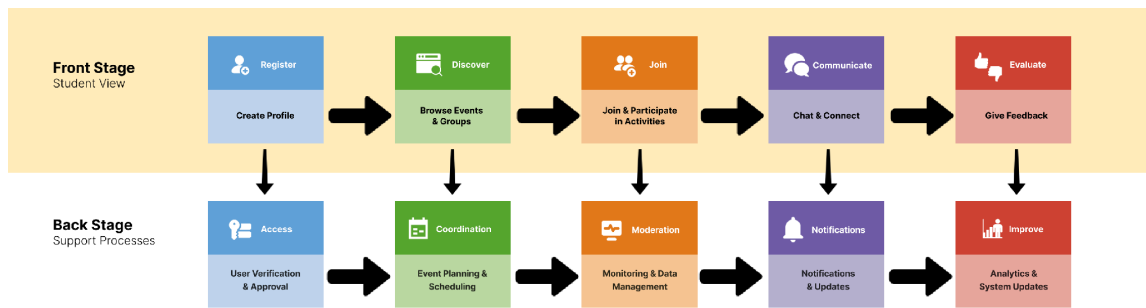 Front Stage
Student View
Register
Create Profile
Discover
Browse Events
& Groups
Join
Join & Participate
in Activities
Communicate
Chat & Connect
Evaluate
Give Feedback
Back Stage
Support Processes
Access
User Verification
& Approval
Coordination
Event Planning &
Scheduling
Moderation
Monitoring & Data
Management
Notifications
Notifications
& Updates
Improve
Analytics &
System Updates